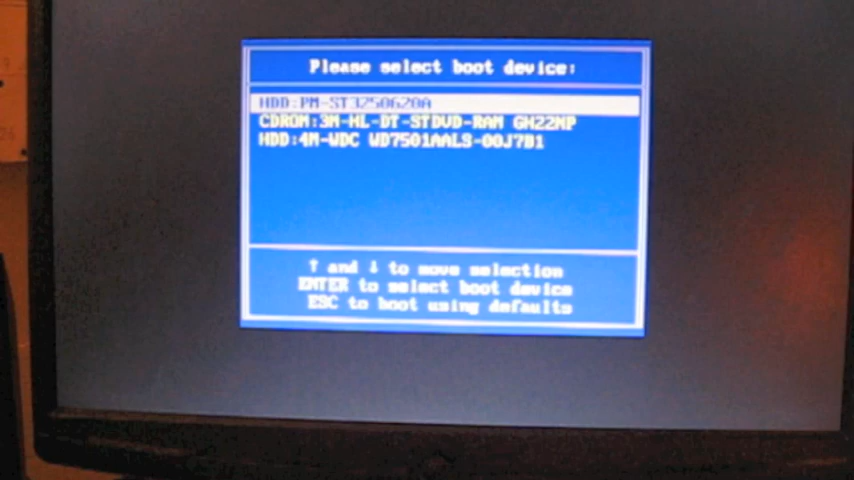 Please select boot device:
HDD:PM-ST3250620A
CDROM:3M-HL-DT-STDVD-RAM GH22NP
HDD:4M-WDC WD7501AALS-00J7B1
↑ and ↓ to move selection
ENTER to select boot device
ESC to boot using defaults